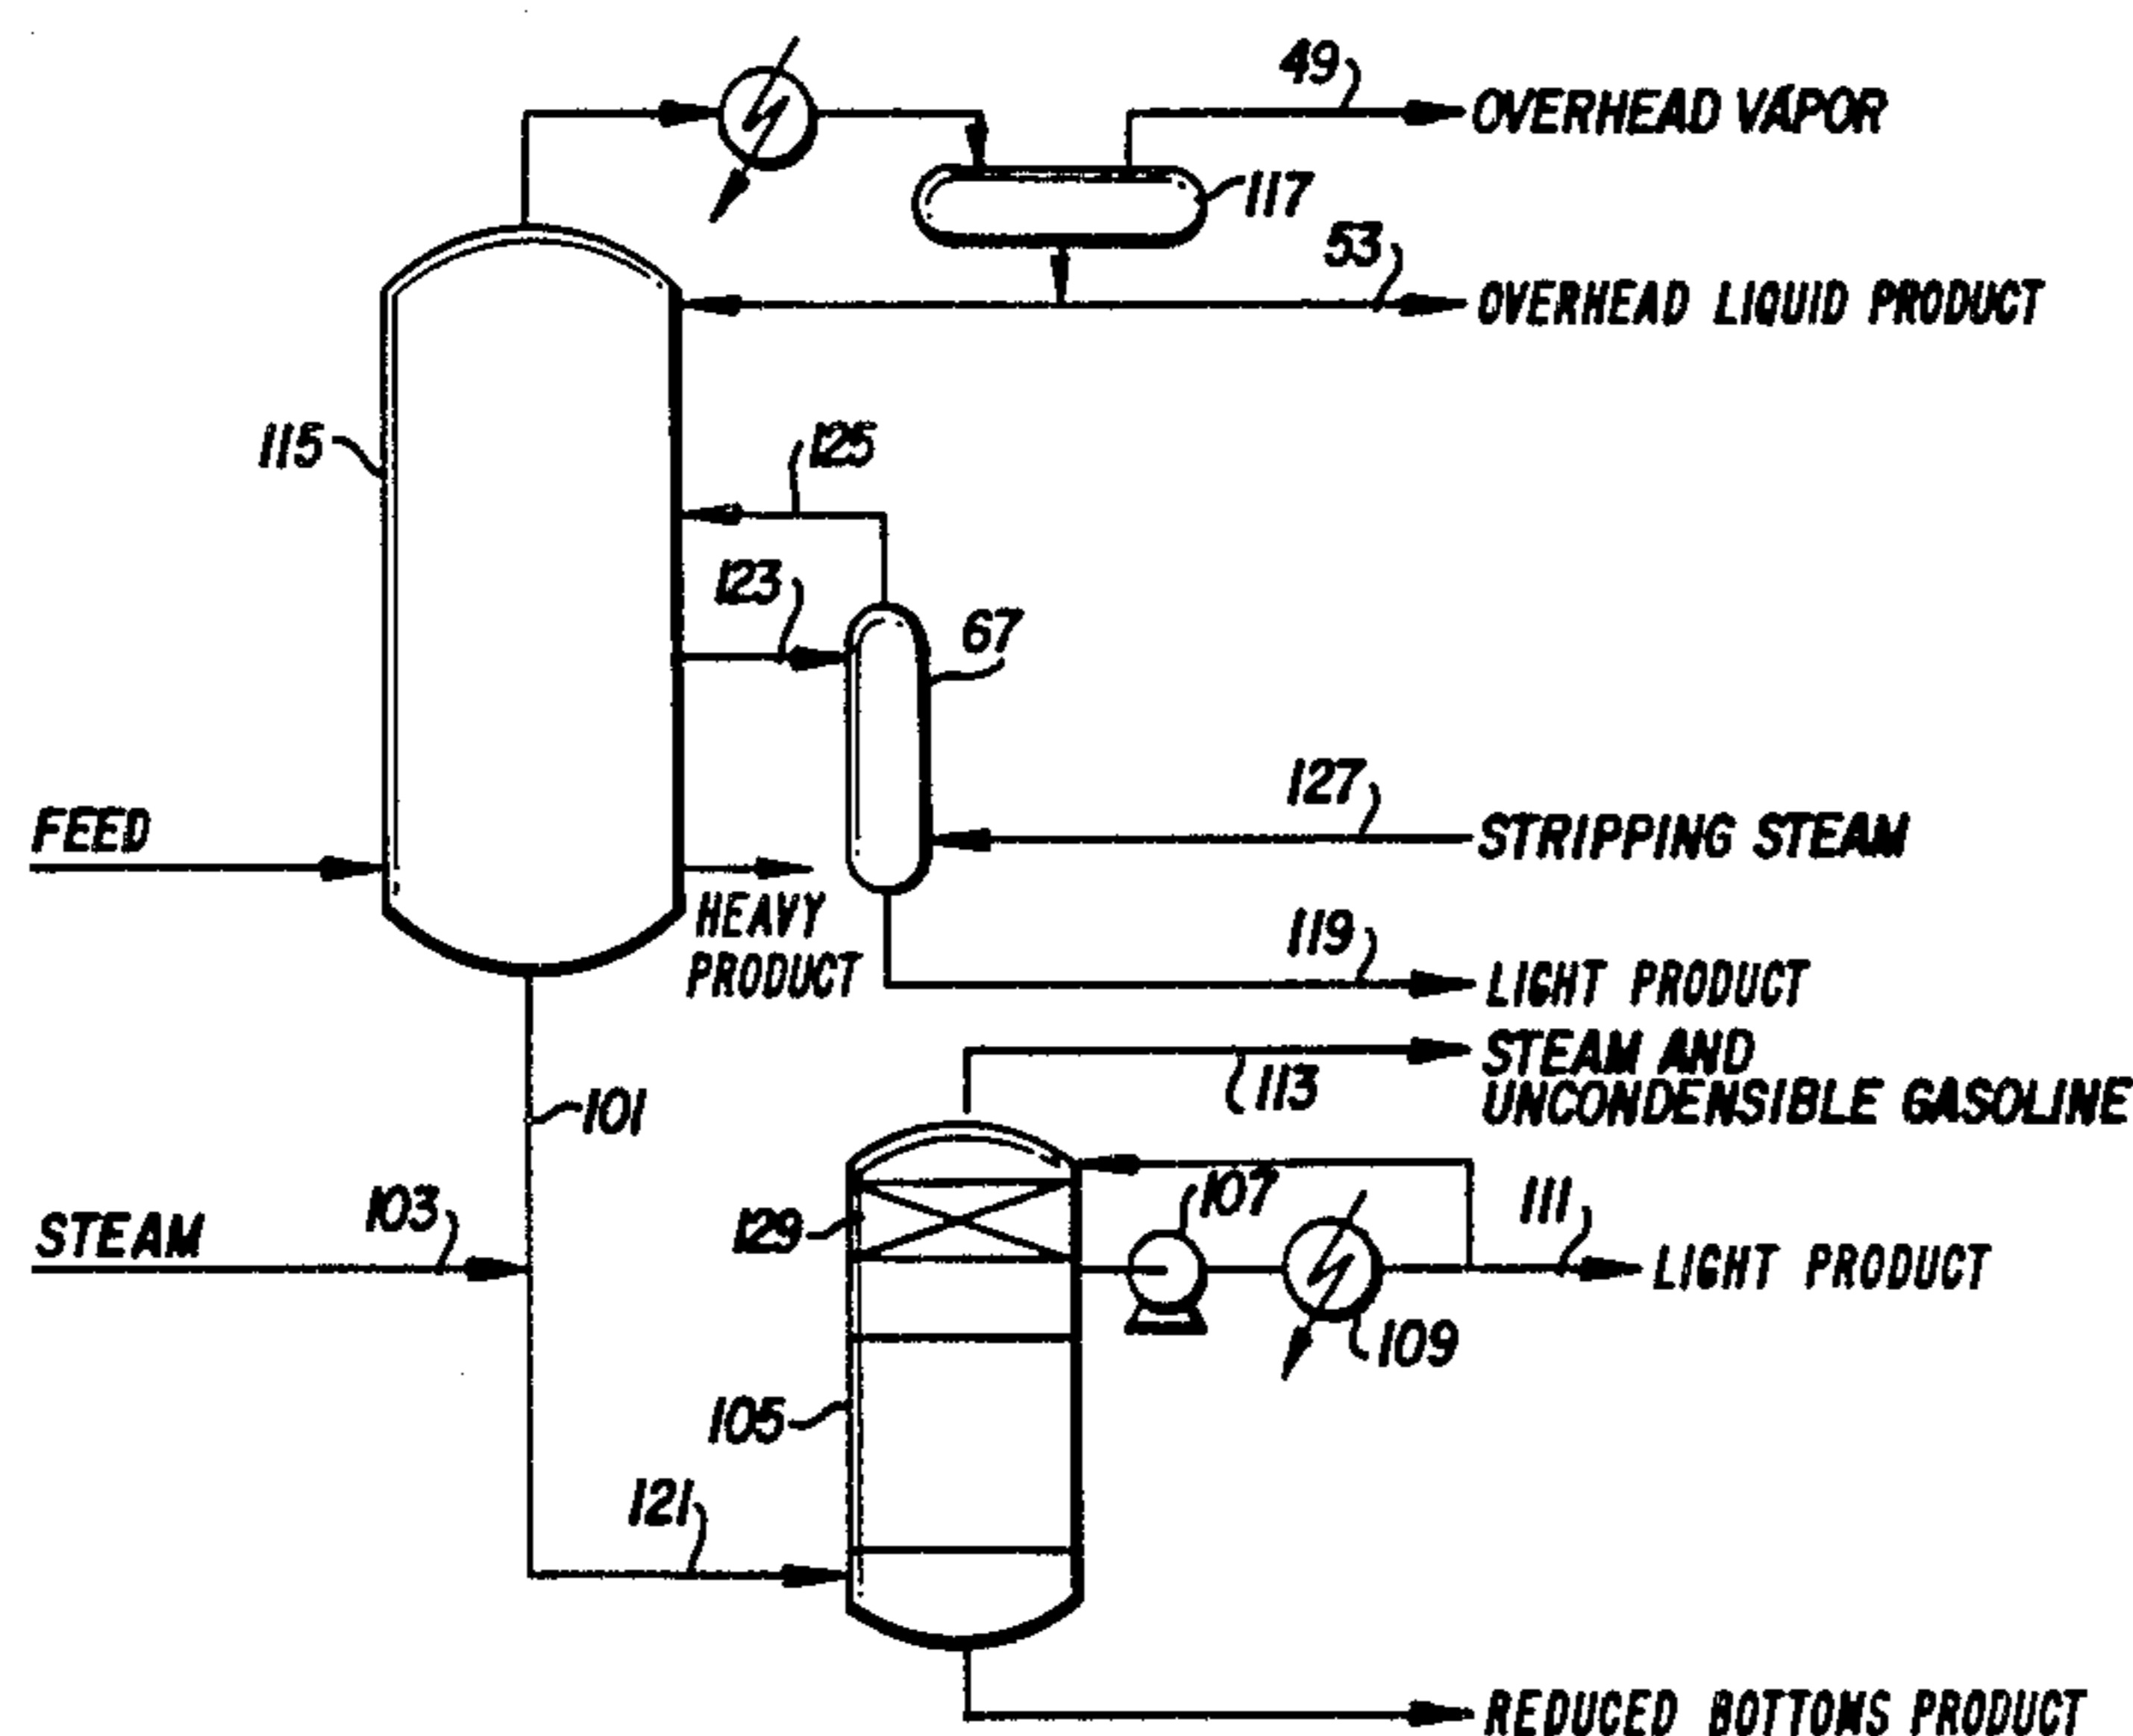 49
OVERHEAD VAPOR
117
53
OVERHEAD LIQUID PRODUCT
115
125
123
67
127
FEED
STRIPPING STEAM
HEAVY
PRODUCT
119
LIGHT PRODUCT
STEAM AND
UNCONDENSIBLE GASOLINE
113
101
103
STEAM
107
111
129
LIGHT PRODUCT
109
105
121
REDUCED BOTTOMS PRODUCT